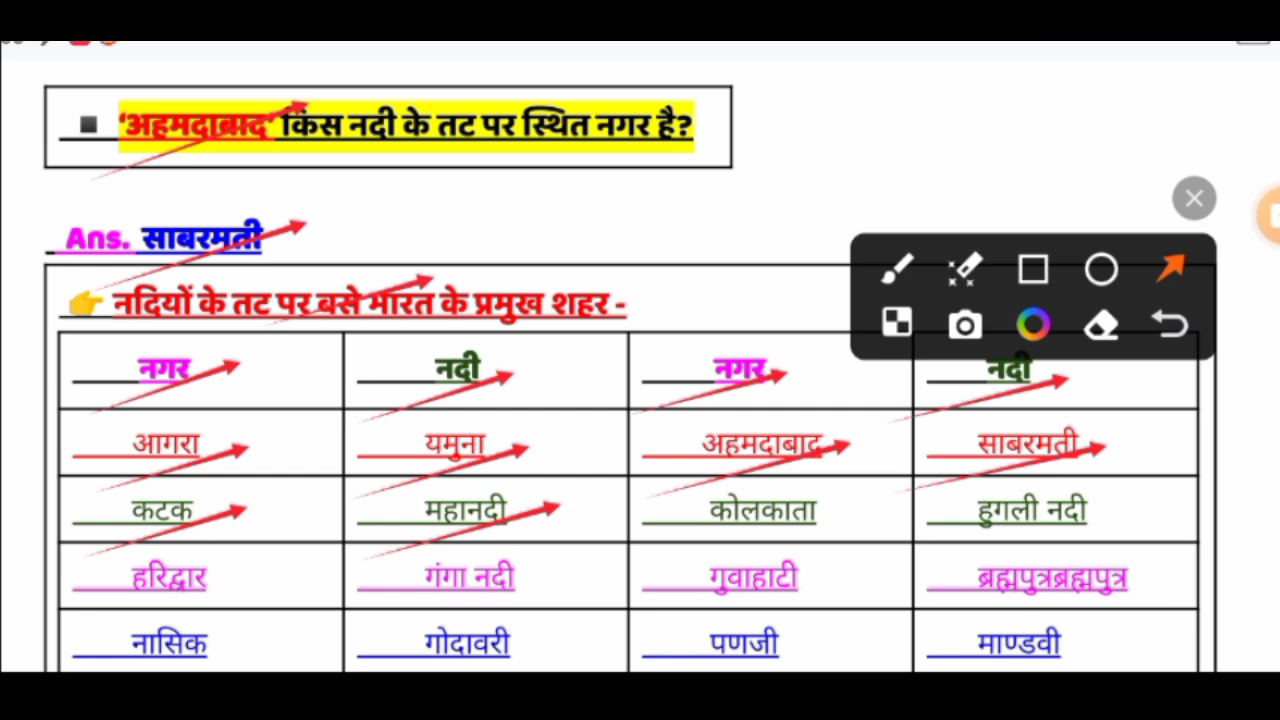 'अहमदाबाद' किस नदी के तट पर स्थित नगर है?
Ans. साबरमती
नदियों के तट पर बसे भारत के प्रमुख शहर -
नगर नदी नगर नदी
आगरा यमुना अहमदाबाद साबरमती
कटक महानदी कोलकाता हुगली नदी
हरिद्वार गंगा नदी गुवाहाटी ब्रह्मपुत्रब्रह्मपुत्र
नासिक गोदावरी पणजी माण्डवी